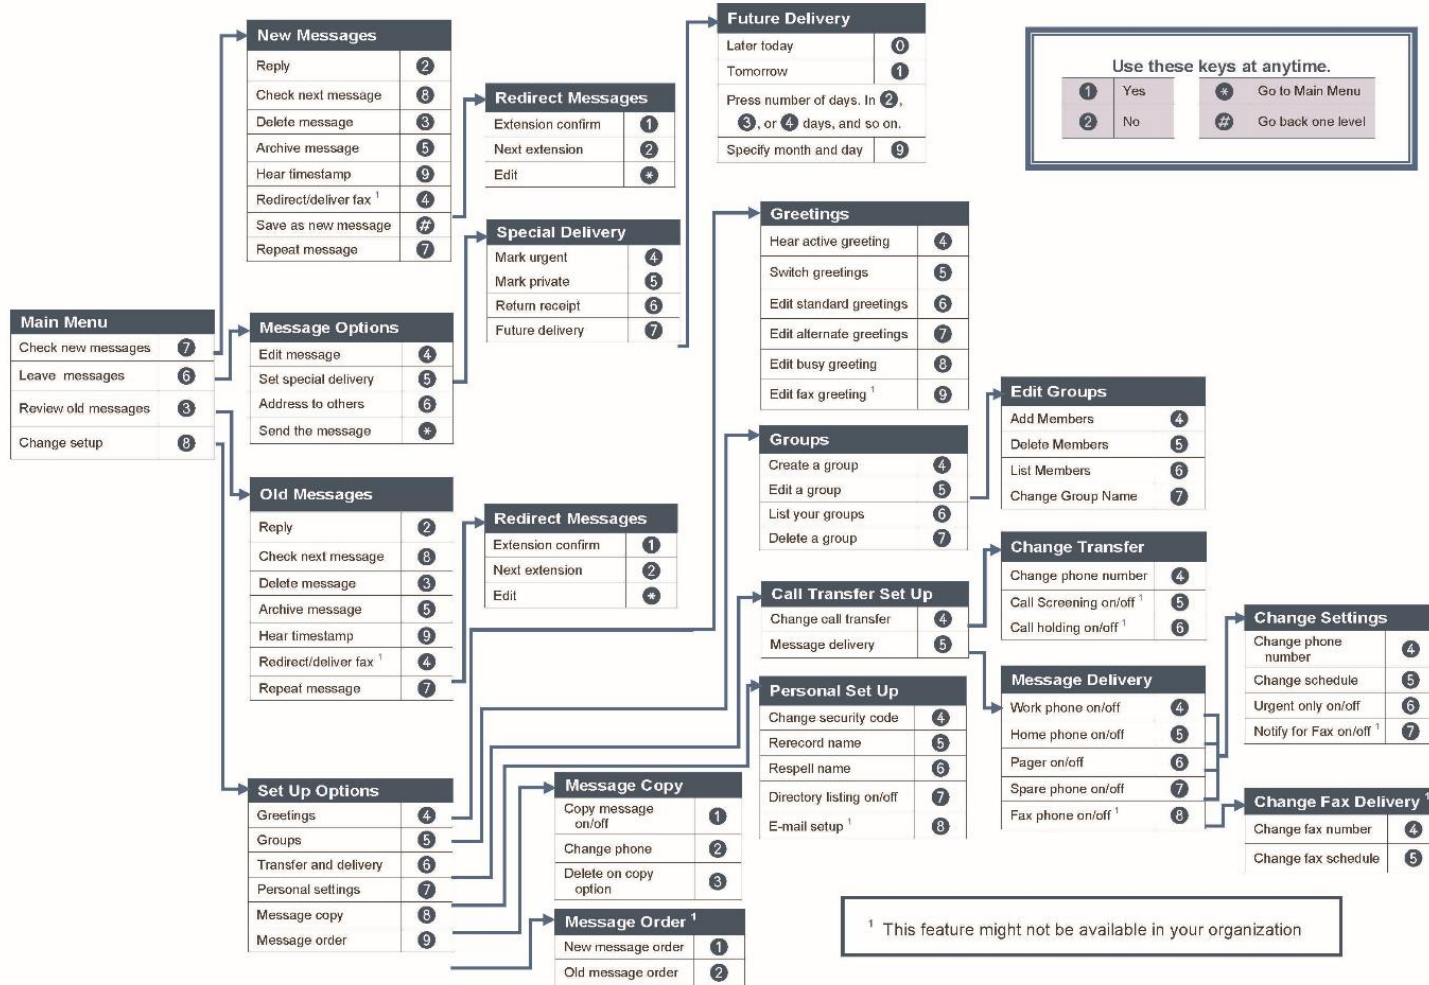 Main Menu
Check new messages 7
Leave messages 6
Review old messages 3
Change setup 8
New Messages
Reply 2
Check next message 8
Delete message 3
Archive message 5
Hear timestamp 9
Redirect/deliver fax 1 4
Save as new message #
Repeat message 7
Message Options
Edit message 4
Set special delivery 5
Address to others 6
Send the message *
Old Messages
Reply 2
Check next message 8
Delete message 3
Archive message 5
Hear timestamp 9
Redirect/deliver fax 1 4
Repeat message 7
Set Up Options
Greetings 4
Groups 5
Transfer and delivery 6
Personal settings 7
Message copy 8
Message order 9
Redirect Messages
Extension confirm 1
Next extension 2
Edit *
Special Delivery
Mark urgent 4
Mark private 5
Return receipt 6
Future delivery 7
Redirect Messages
Extension confirm 1
Next extension 2
Edit *
Message Copy
Copy message
on/off 1
Change phone 2
Delete on copy
option 3
Message Order 1
New message order 1
Old message order 2
Future Delivery
Later today 0
Tomorrow 1
Press number of days. In 2,
3, or 4 days, and so on.
Specify month and day 9
Greetings
Hear active greeting 4
Switch greetings 5
Edit standard greetings 6
Edit alternate greetings 7
Edit busy greeting 8
Edit fax greeting 1 9
Groups
Create a group 4
Edit a group 5
List your groups 6
Delete a group 7
Call Transfer Set Up
Change call transfer 4
Message delivery 5
Personal Set Up
Change security code 4
Rerecord name 5
Respell name 6
Directory listing on/off 7
E-mail setup 1 8
Edit Groups
Add Members 4
Delete Members 5
List Members 6
Change Group Name 7
Change Transfer
Change phone number 4
Call Screening on/off 1 5
Call holding on/off 1 6
Message Delivery
Work phone on/off 4
Home phone on/off 5
Pager on/off 6
Spare phone on/off 7
Fax phone on/off 1 8
Change Settings
Change phone
number 4
Change schedule 5
Urgent only on/off 6
Notify for Fax on/off 1 7
Change Fax Delivery 1
Change fax number 4
Change fax schedule 5
Use these keys at anytime.
1 Yes * Go to Main Menu
2 No # Go back one level
1 This feature might not be available in your organization